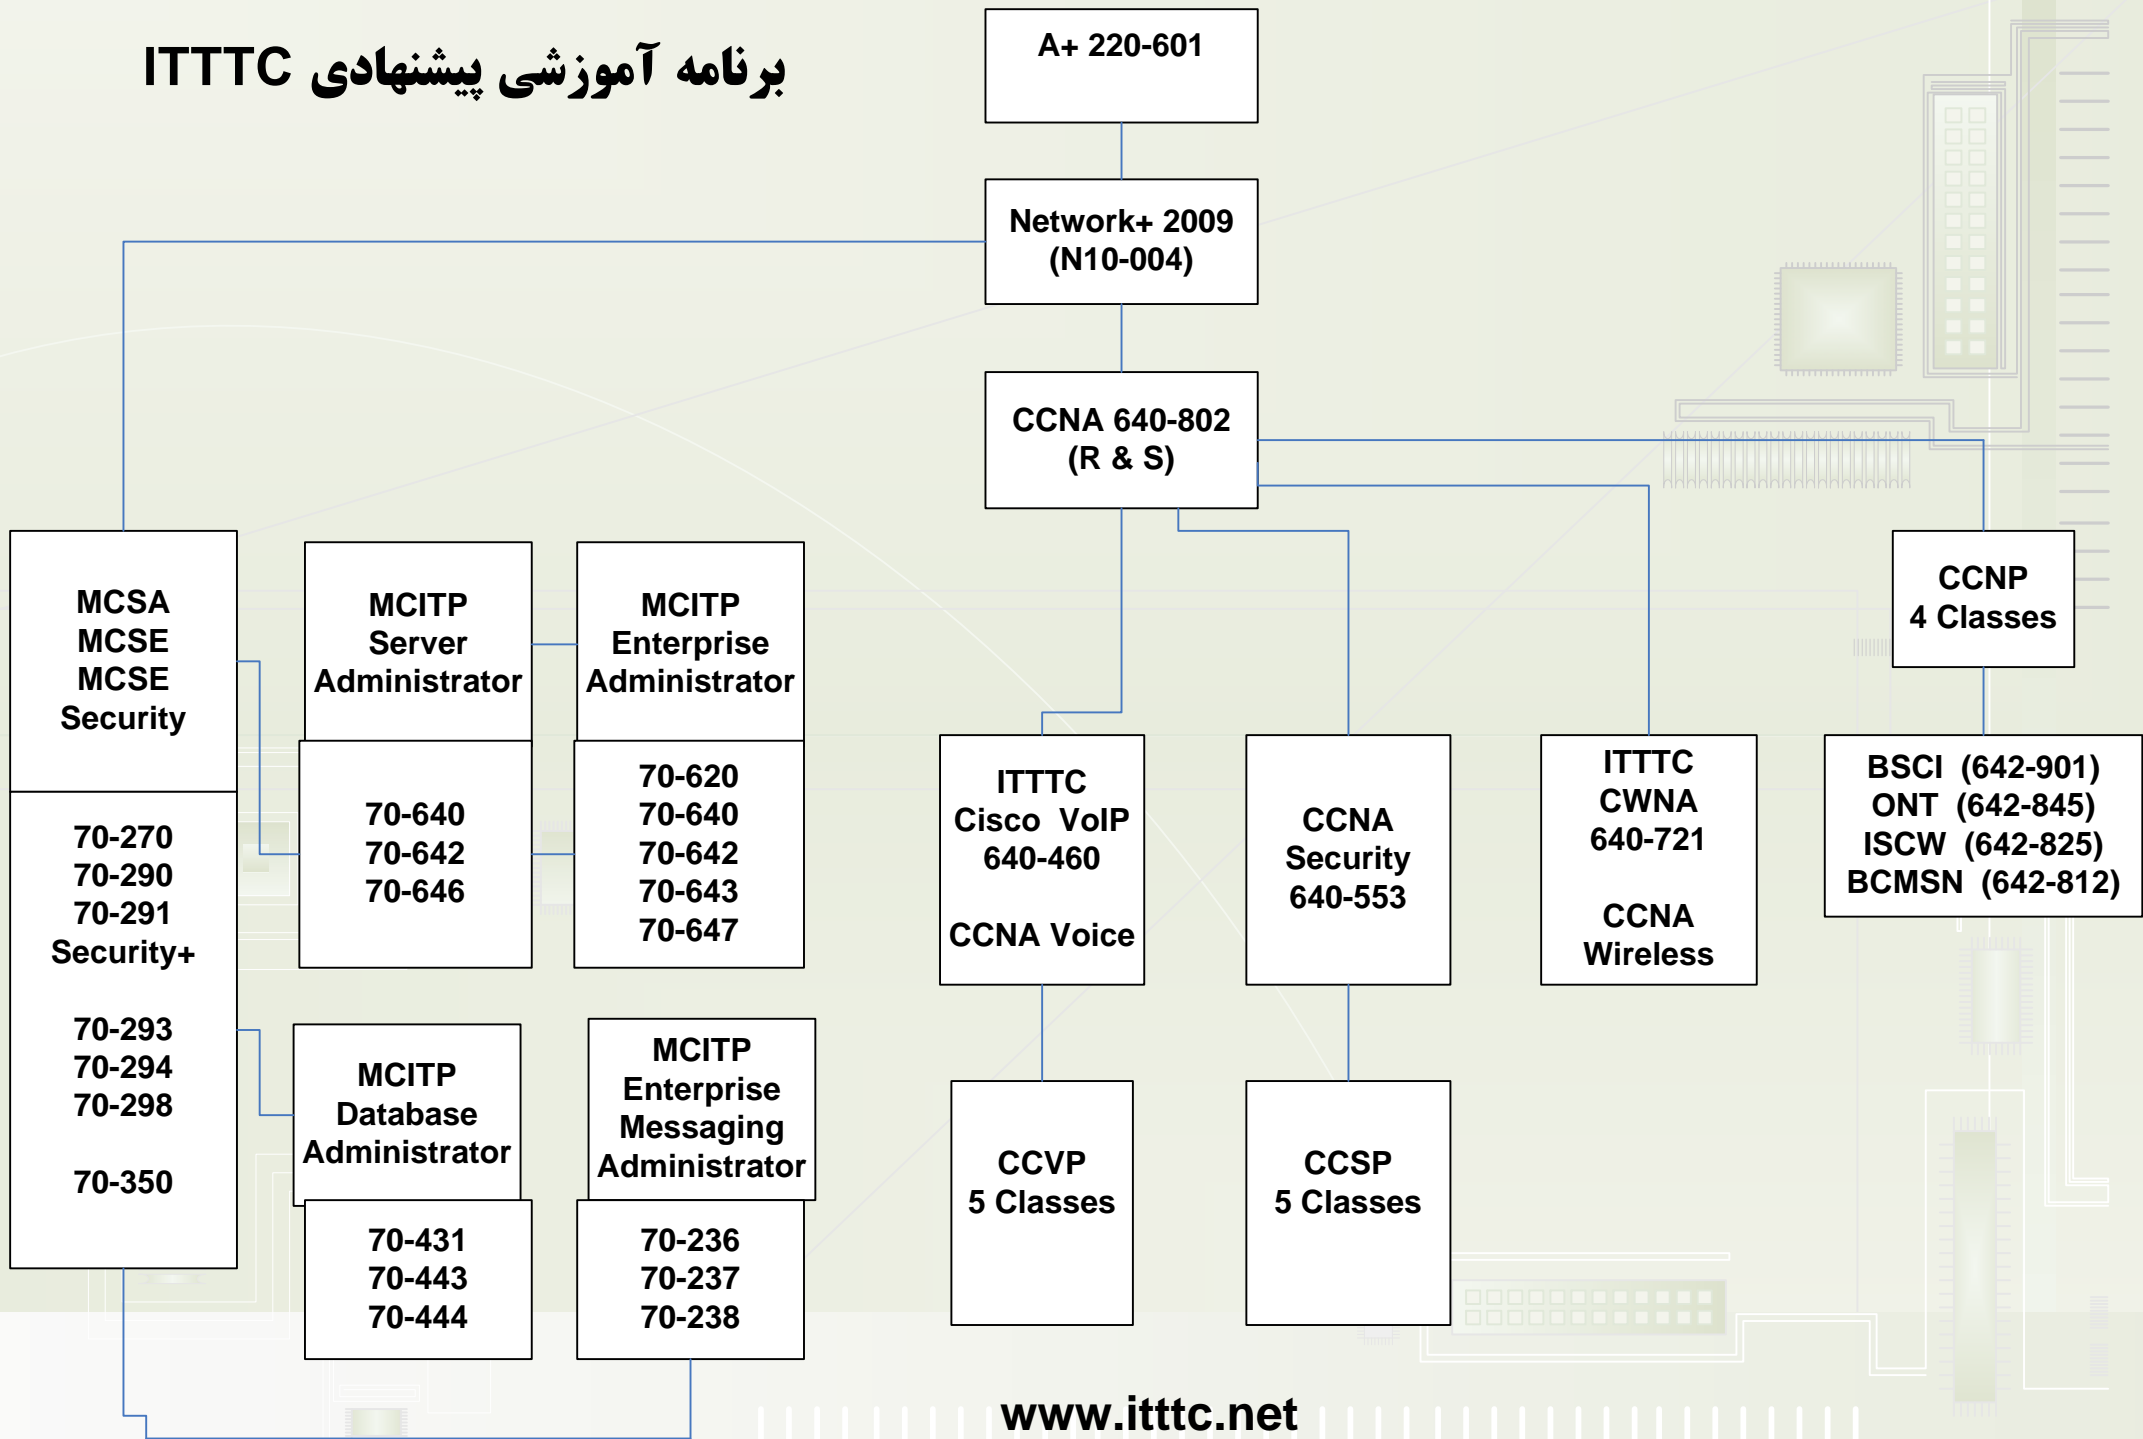 برنامه آموزشی پیشنهادی ITTTC
A+ 220-601
Network+ 2009
(N10-004)
CCNA 640-802
(R & S)
MCSA
MCSE
MCSE
Security
70-270
70-290
70-291
Security+
70-293
70-294
70-298
70-350
MCITP
Server
Administrator
70-640
70-642
70-646
MCITP
Enterprise
Administrator
70-620
70-640
70-642
70-643
70-647
MCITP
Database
Administrator
70-431
70-443
70-444
MCITP
Enterprise
Messaging
Administrator
70-236
70-237
70-238
ITTTC
Cisco VoIP
640-460
CCNA Voice
CCVP
5 Classes
CCNA
Security
640-553
CCSP
5 Classes
ITTTC
CWNA
640-721
CCNA
Wireless
CCNP
4 Classes
BSCI (642-901)
ONT (642-845)
ISCW (642-825)
BCMSN (642-812)
www.itttc.net